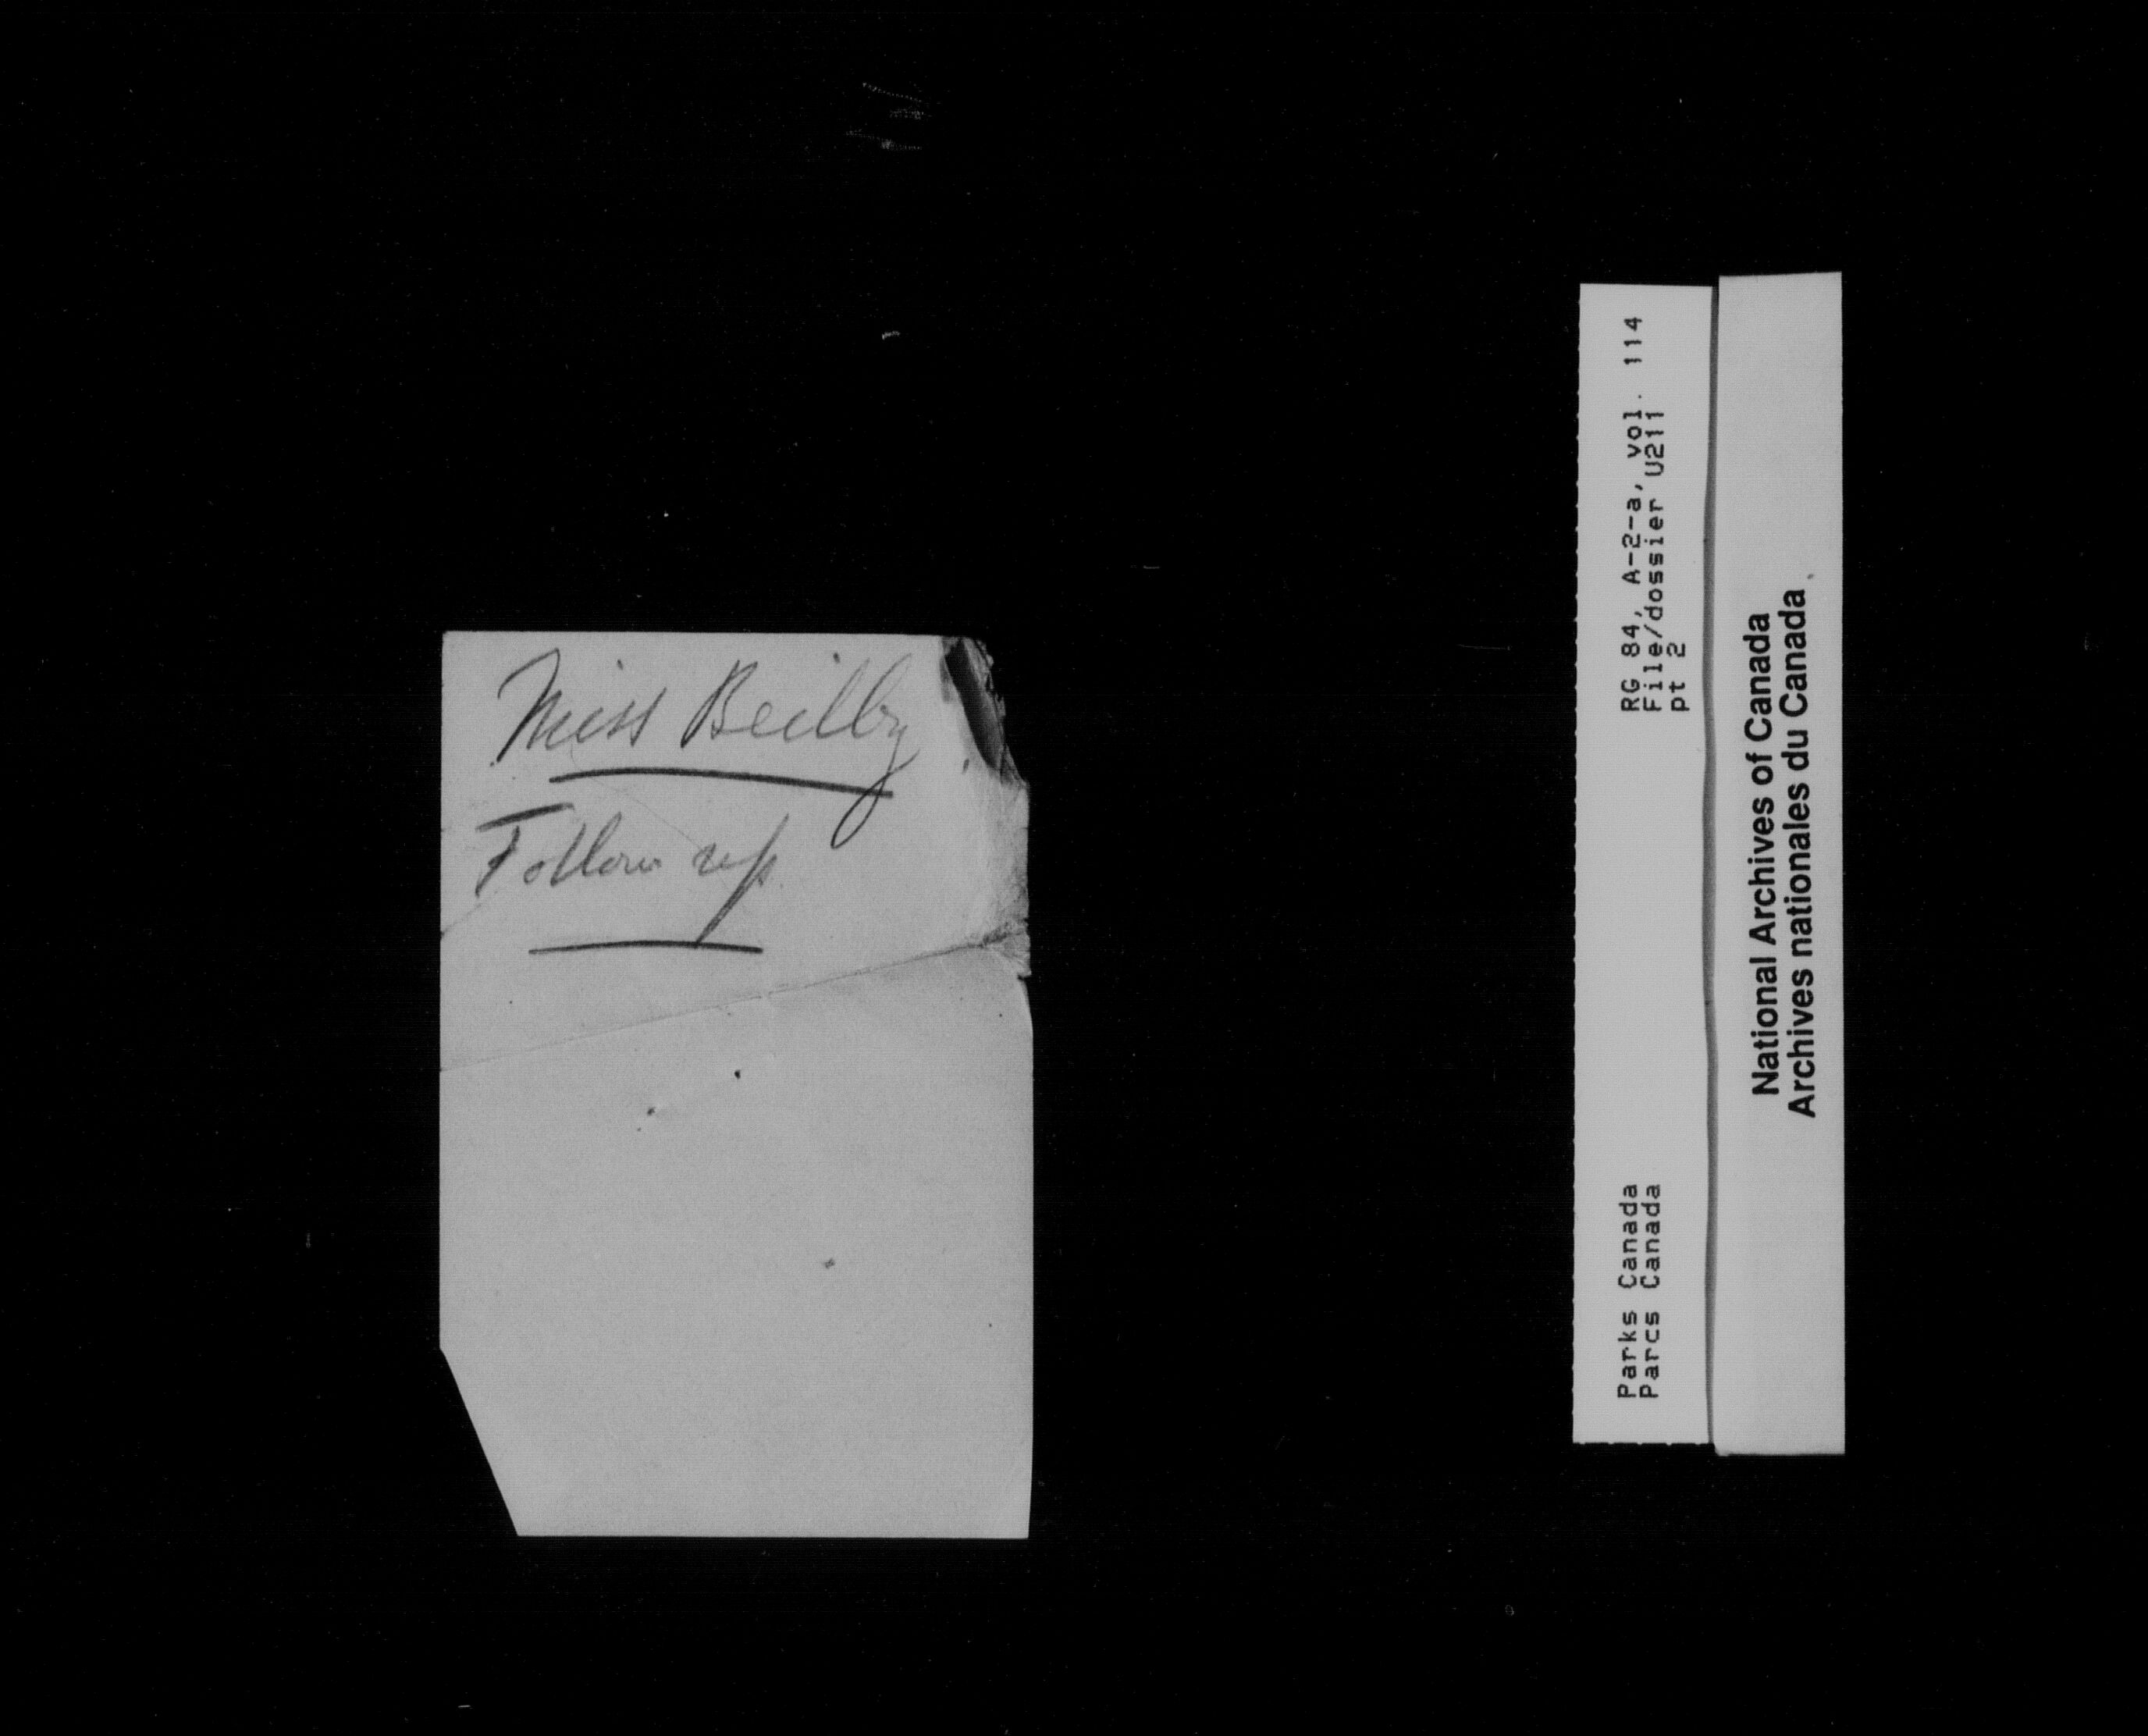 Miss Beilby
Follow up
RG 84, A-2-a, vol. 114
File/dossier U211
pt 2
Parks Canada
Parcs Canada
National Archives of Canada
Archives nationales du Canada